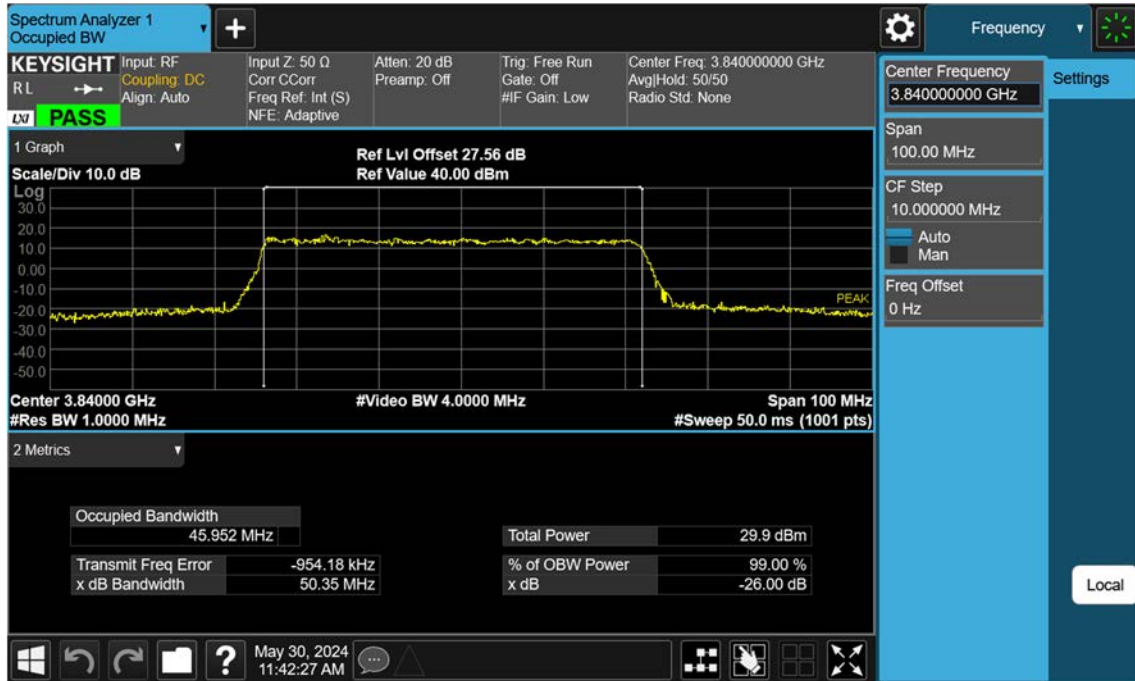 Spectrum Analyzer 1
Occupied BW
Frequency
KEYSIGHT
R L
LXI PASS
Input: RF
Coupling: DC
Align: Auto
Input Z: 50 Ω
Corr CCorr
Freq Ref: Int (S)
NFE: Adaptive
Atten: 20 dB
Preamp: Off
Trig: Free Run
Gate: Off
#IF Gain: Low
Center Freq: 3.840000000 GHz
Avg|Hold: 50/50
Radio Std: None
Center Frequency
3.840000000 GHz
Settings
Span
100.00 MHz
CF Step
10.000000 MHz
Auto
Man
Freq Offset
0 Hz
Local
1 Graph
Scale/Div 10.0 dB
Ref Lvl Offset 27.56 dB
Ref Value 40.00 dBm
Log
30.0
20.0
10.0
0.00
-10.0
-20.0
-30.0
-40.0
-50.0
PEAK
Center 3.84000 GHz
#Video BW 4.0000 MHz
Span 100 MHz
#Res BW 1.0000 MHz
#Sweep 50.0 ms (1001 pts)
2 Metrics
Occupied Bandwidth
45.952 MHz
Total Power 29.9 dBm
Transmit Freq Error -954.18 kHz
% of OBW Power 99.00 %
x dB Bandwidth 50.35 MHz
x dB -26.00 dB
?
May 30, 2024
11:42:27 AM